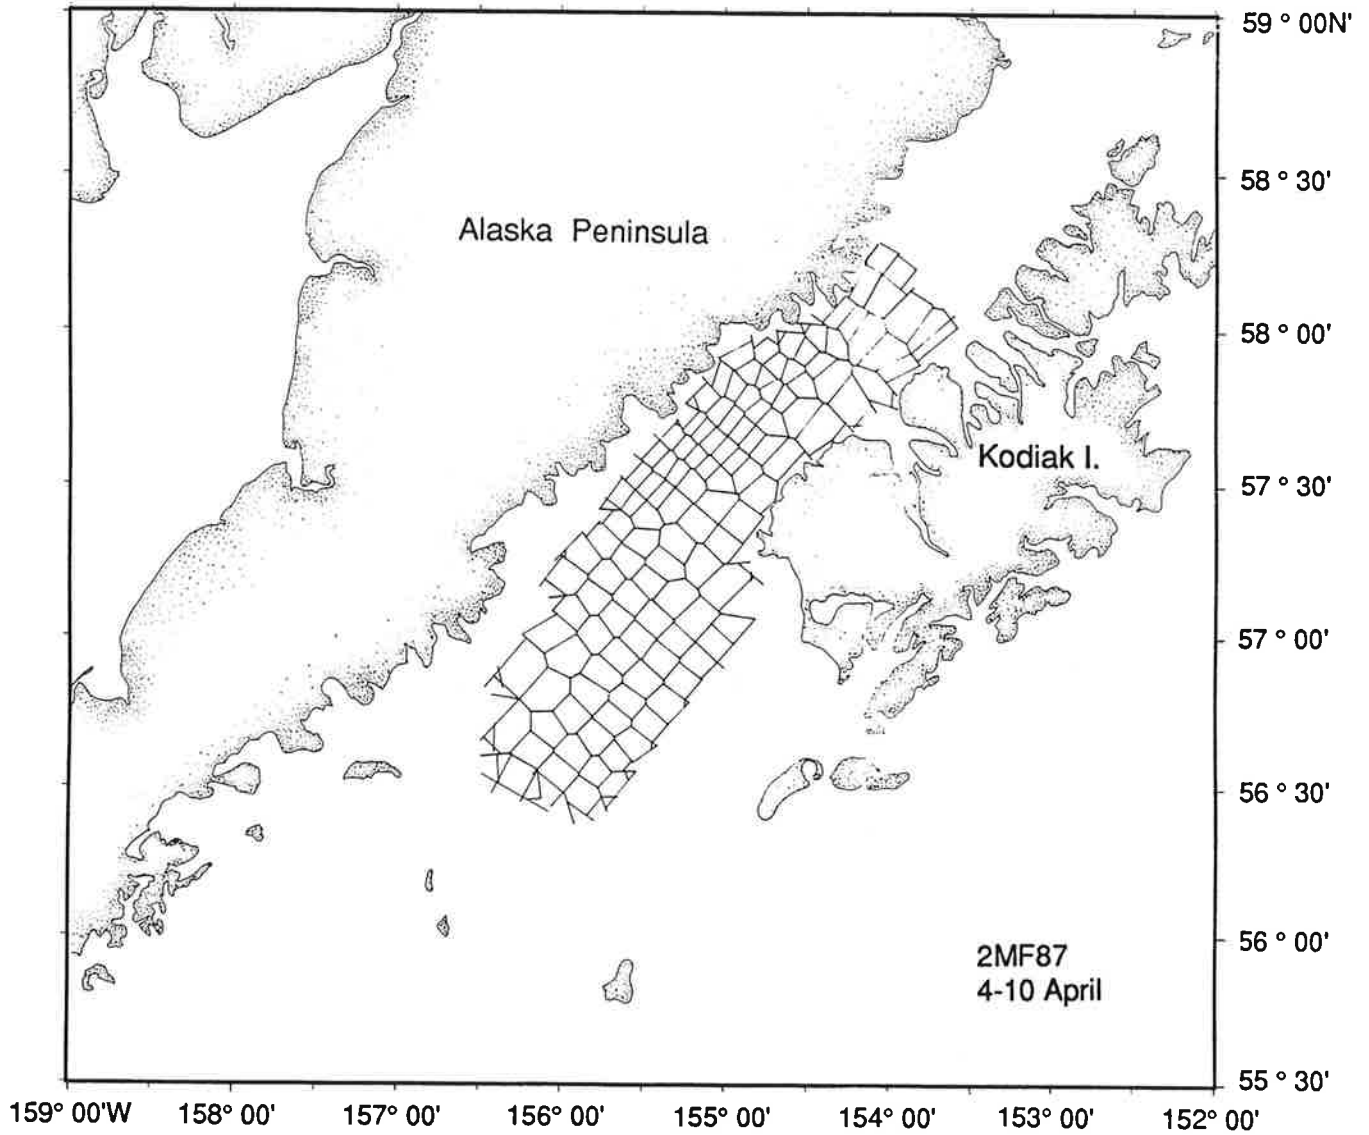 59 ° 00N'
58 ° 30'
Alaska Peninsula
58 ° 00'
Kodiak I.
57 ° 30'
57 ° 00'
56 ° 30'
56 ° 00'
2MF87
4-10 April
55 ° 30'
159° 00'W 158° 00' 157° 00' 156° 00' 155° 00' 154° 00' 153° 00' 152° 00'